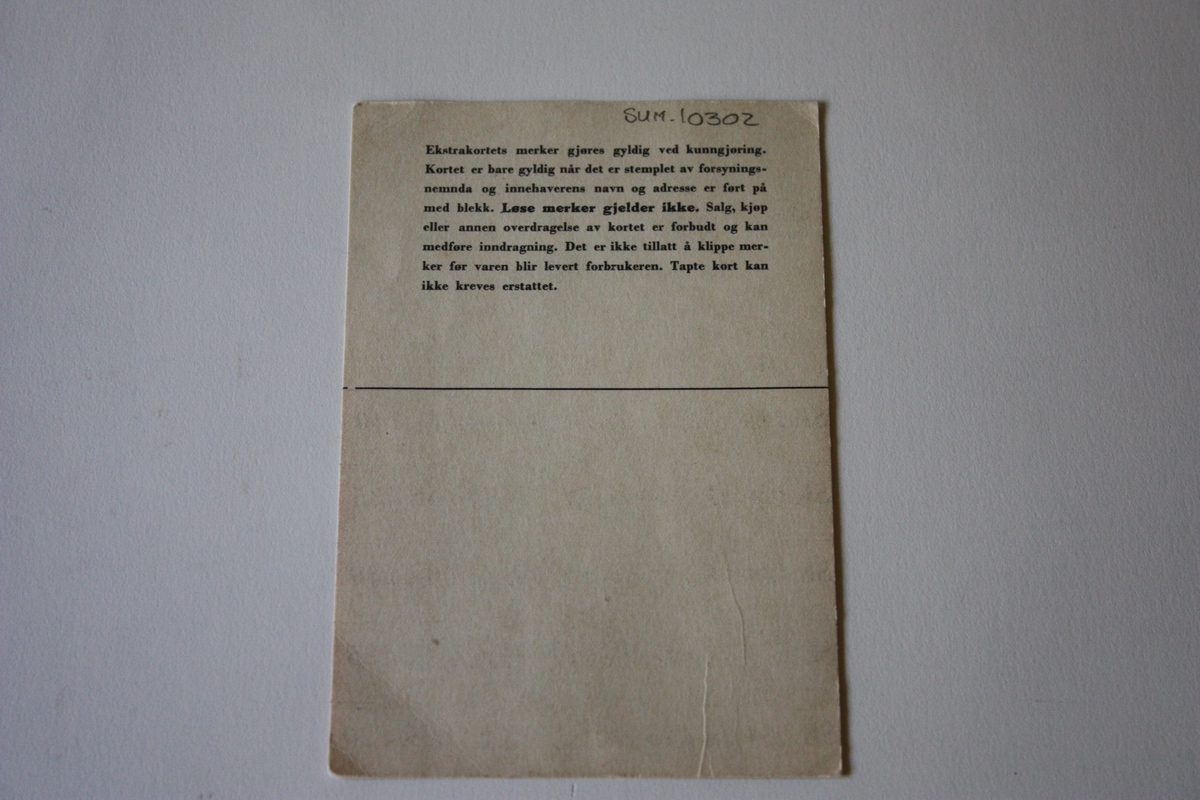 SUM.10302
Ekstrakortets merker gjøres gyldig ved kunngjøring.
Kortet er bare gyldig når det er stemplet av forsynings-
nemnda og innehaverens navn og adresse er ført på
med blekk. Løse merker gjelder ikke. Salg, kjøp
eller annen overdragelse av kortet er forbudt og kan
medføre inndragning. Det er ikke tillatt å klippe mer-
ker før varen blir levert forbrukeren. Tapte kort kan
ikke kreves erstattet.